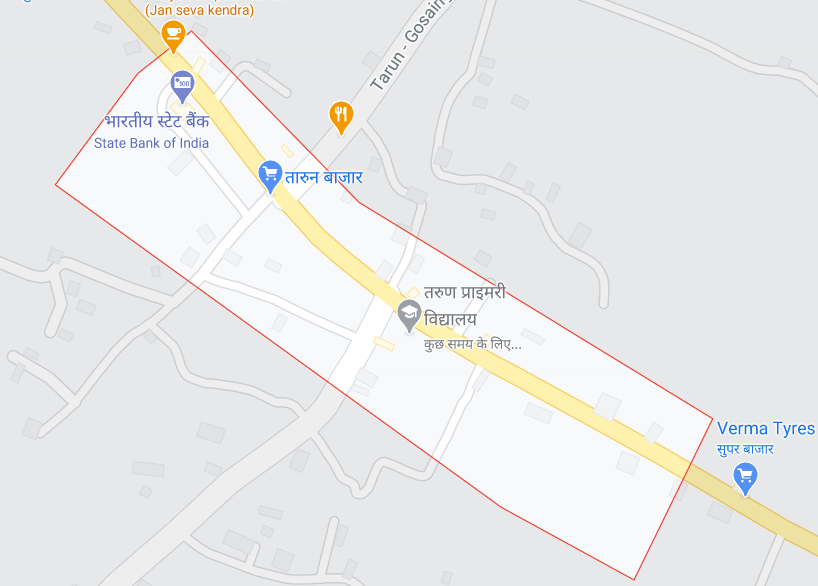 (Jan seva kendra)
Tarun - Gosain
भारतीय स्टेट बैंक
State Bank of India
तारुन बाजार
तरुण प्राइमरी
विद्यालय
कुछ समय के लिए...
Verma Tyres
सुपर बाजार